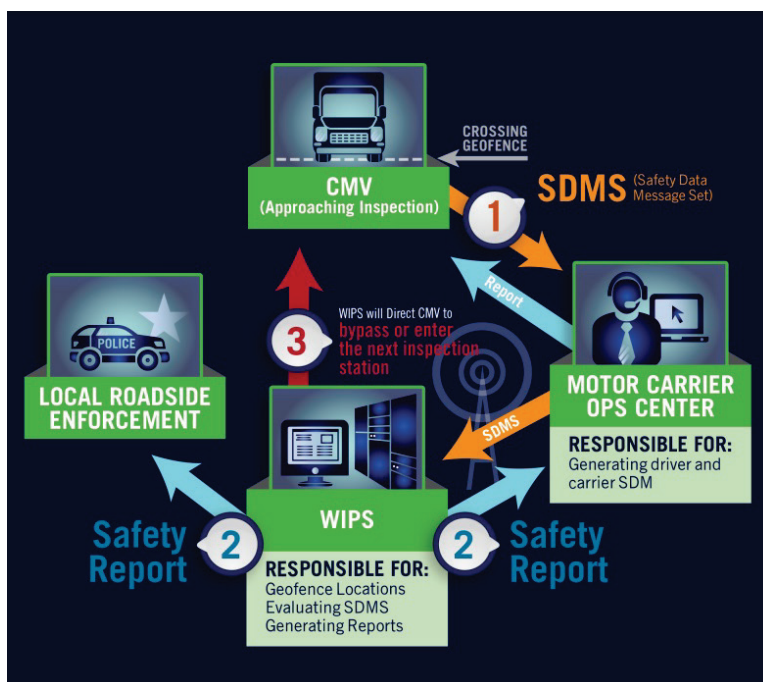 CROSSING
GEOFENCE
CMV
(Approaching Inspection)
1
SDMS (Safety Data
Message Set)
Report
WIPS will Direct CMV to
bypass or enter
the next inspection
station
3
POLICE
LOCAL ROADSIDE
ENFORCEMENT
MOTOR CARRIER
OPS CENTER
RESPONSIBLE FOR:
Generating driver and
carrier SDM
SDMS
WIPS
RESPONSIBLE FOR:
Geofence Locations
Evaluating SDMS
Generating Reports
Safety
Report
2
2
Safety
Report